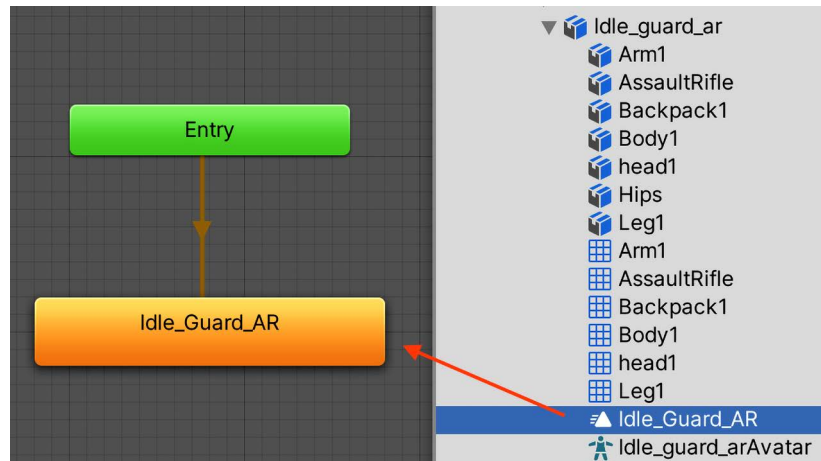 Entry
Idle_Guard_AR
Idle_guard_ar
Arm1
AssaultRifle
Backpack1
Body1
head1
Hips
Leg1
Arm1
AssaultRifle
Backpack1
Body1
head1
Leg1
Idle_Guard_AR
Idle_guard_arAvatar